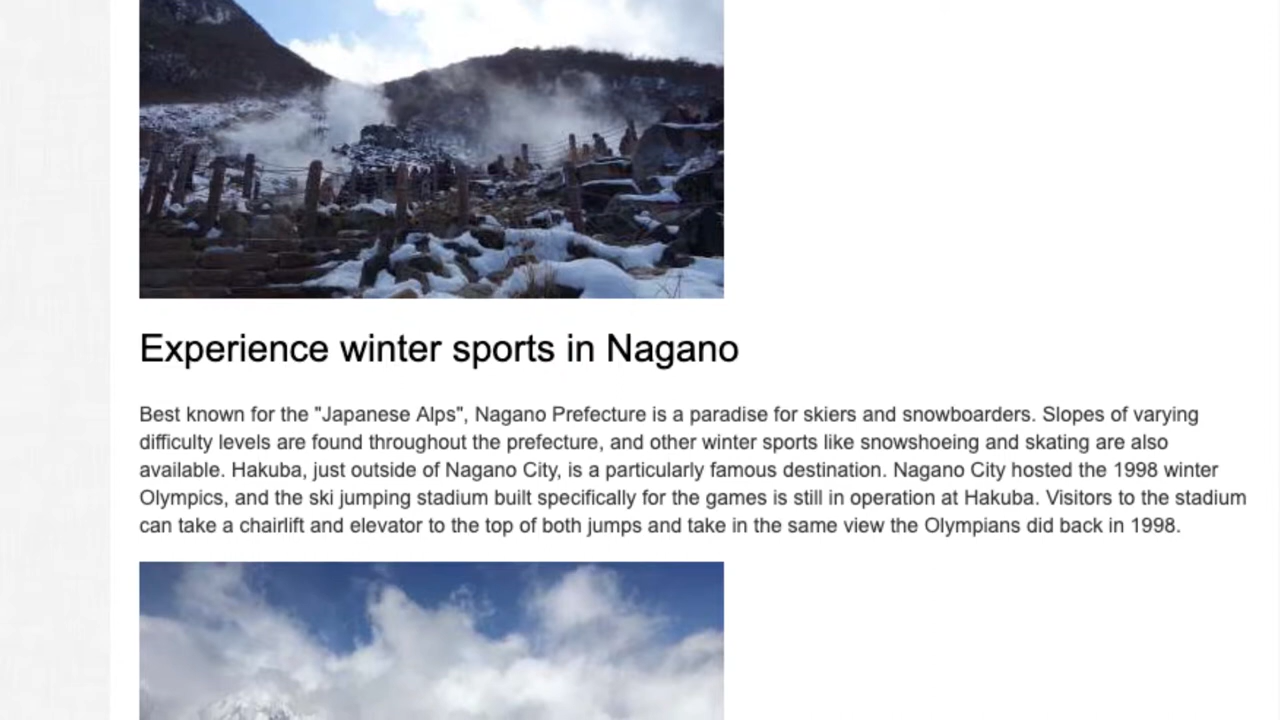 Experience winter sports in Nagano
Best known for the "Japanese Alps", Nagano Prefecture is a paradise for skiers and snowboarders. Slopes of varying
difficulty levels are found throughout the prefecture, and other winter sports like snowshoeing and skating are also
available. Hakuba, just outside of Nagano City, is a particularly famous destination. Nagano City hosted the 1998 winter
Olympics, and the ski jumping stadium built specifically for the games is still in operation at Hakuba. Visitors to the stadium
can take a chairlift and elevator to the top of both jumps and take in the same view the Olympians did back in 1998.